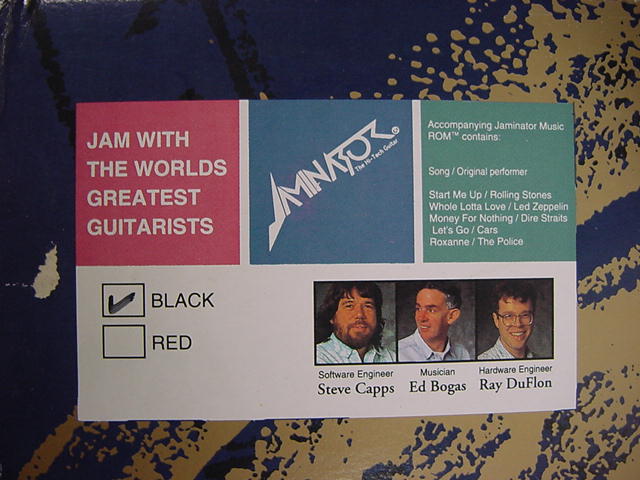 JAM WITH
THE WORLDS
GREATEST
GUITARISTS
JAMINATOR
The Hi-Tech Guitar
Accompanying Jaminator Music
ROM™ contains:
Song / Original performer
Start Me Up / Rolling Stones
Whole Lotta Love / Led Zeppelin
Money For Nothing / Dire Straits
Let's Go / Cars
Roxanne / The Police
BLACK
RED
Software Engineer
Steve Capps
Musician
Ed Bogas
Hardware Engineer
Ray DuFlon